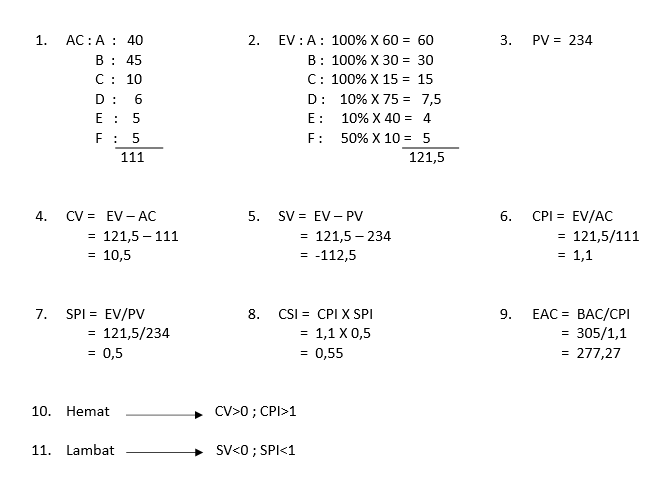 1. AC : A : 40
B : 45
C : 10
D : 6
E : 5
F : 5
111
2. EV : A : 100% X 60 = 60
B : 100% X 30 = 30
C : 100% X 15 = 15
D : 10% X 75 = 7,5
E : 10% X 40 = 4
F : 50% X 10 = 5
121,5
3. PV = 234
4. CV = EV – AC
= 121,5 – 111
= 10,5
5. SV = EV – PV
= 121,5 – 234
= -112,5
6. CPI = EV/AC
= 121,5/111
= 1,1
7. SPI = EV/PV
= 121,5/234
= 0,5
8. CSI = CPI X SPI
= 1,1 X 0,5
= 0,55
9. EAC = BAC/CPI
= 305/1,1
= 277,27
10. Hemat CV>0 ; CPI>1
11. Lambat SV<0 ; SPI<1